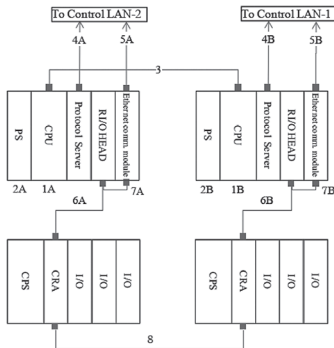 To Control LAN-2
To Control LAN-1
4A
5A
4B
5B
3
PS
CPU
Protocol Server
RI/O HEAD
Ethernet comm. module
PS
CPU
Protocol Server
RI/O HEAD
Ethernet comm. module
2A
1A
7A
2B
1B
7B
6A
6B
CPS
CRA
I/O
I/O
I/O
CPS
CRA
I/O
I/O
I/O
8